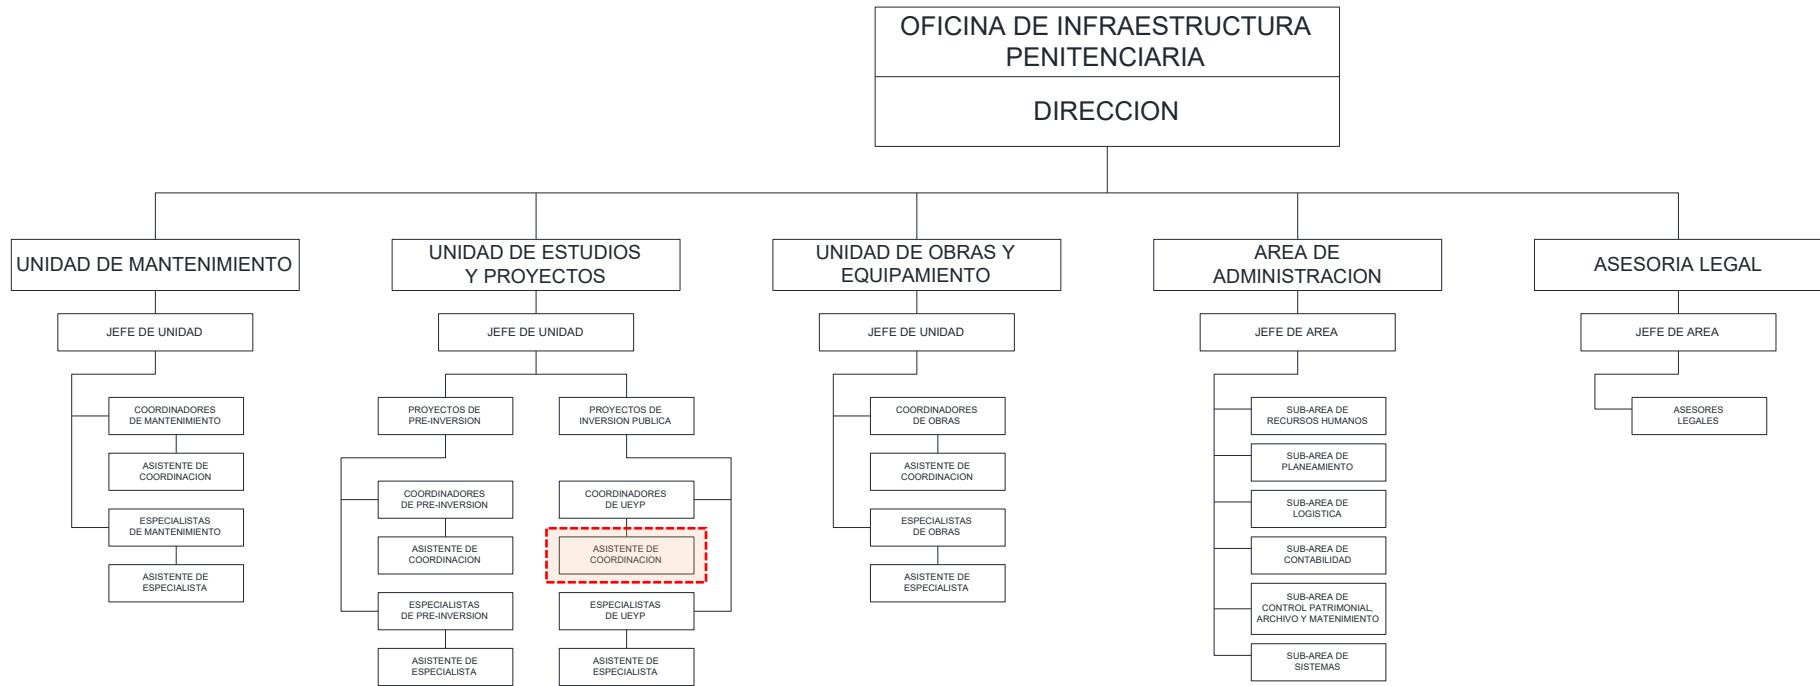 OFICINA DE INFRAESTRUCTURA
PENITENCIARIA
DIRECCION
UNIDAD DE MANTENIMIENTO
JEFE DE UNIDAD
COORDINADORES
DE MANTENIMIENTO
ASISTENTE DE
COORDINACION
ESPECIALISTAS
DE MANTENIMIENTO
ASISTENTE DE
ESPECIALISTA
UNIDAD DE ESTUDIOS
Y PROYECTOS
JEFE DE UNIDAD
PROYECTOS DE
PRE-INVERSION
COORDINADORES
DE PRE-INVERSION
ASISTENTE DE
COORDINACION
ESPECIALISTAS
DE PRE-INVERSION
ASISTENTE DE
ESPECIALISTA
PROYECTOS DE
INVERSION PUBLICA
COORDINADORES
DE UEYP
ASISTENTE DE
COORDINACION
ESPECIALISTAS
DE UEYP
ASISTENTE DE
ESPECIALISTA
UNIDAD DE OBRAS Y
EQUIPAMIENTO
JEFE DE UNIDAD
COORDINADORES
DE OBRAS
ASISTENTE DE
COORDINACION
ESPECIALISTAS
DE OBRAS
ASISTENTE DE
ESPECIALISTA
AREA DE
ADMINISTRACION
JEFE DE AREA
SUB-AREA DE
RECURSOS HUMANOS
SUB-AREA DE
PLANEAMIENTO
SUB-AREA DE
LOGISTICA
SUB-AREA DE
CONTABILIDAD
SUB-AREA DE
CONTROL PATRIMONIAL,
ARCHIVO Y MATENIMIENTO
SUB-AREA DE
SISTEMAS
ASESORIA LEGAL
JEFE DE AREA
ASESORES
LEGALES